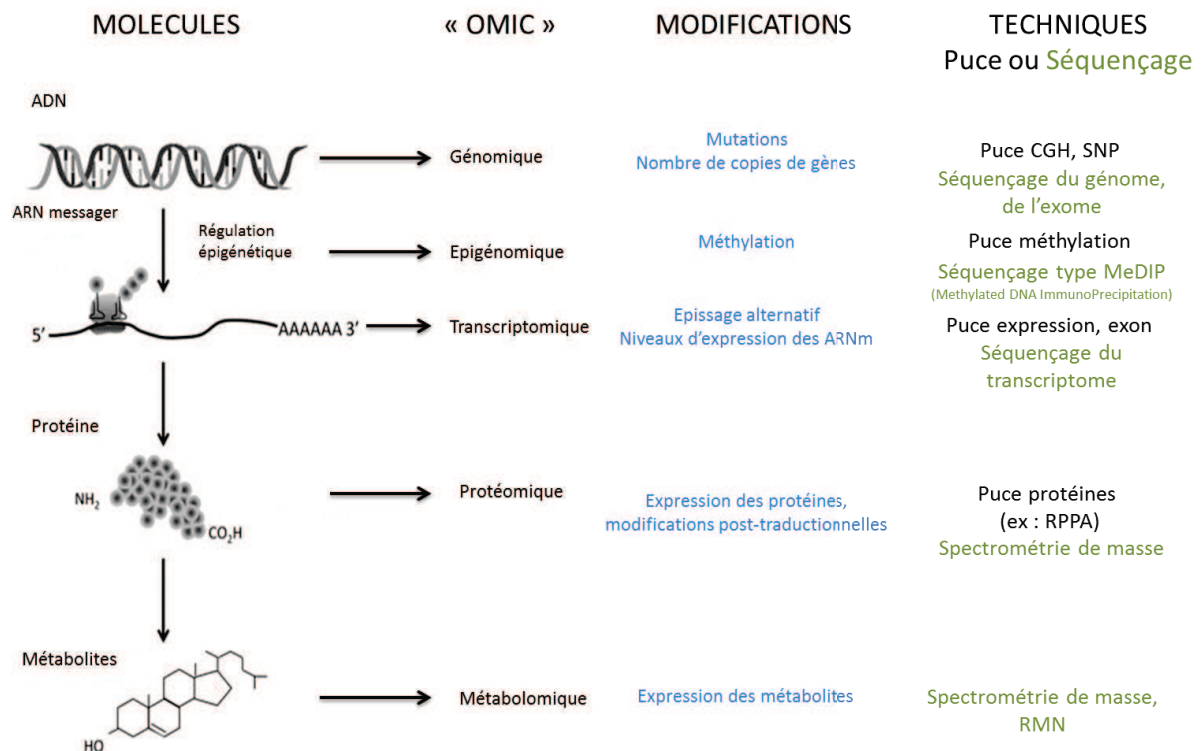 MOLECULES
« OMIC »
MODIFICATIONS
TECHNIQUES
Puce ou Séquençage
ADN
Génomique
Mutations
Nombre de copies de gènes
Puce CGH, SNP
Séquençage du génome,
de l'exome
ARN messager
Régulation
épigénétique
Epigénomique
Méthylation
Puce méthylation
Séquençage type MeDIP
(Methylated DNA ImmunoPrecipitation)
5' AAAAAA 3'
Transcriptomique
Epissage alternatif
Niveaux d'expression des ARNm
Puce expression, exon
Séquençage du
transcriptome
Protéine
NH2
CO2H
Protéomique
Expression des protéines,
modifications post-traductionnelles
Puce protéines
(ex : RPPA)
Spectrométrie de masse
Métabolites
HO
Métabolomique
Expression des métabolites
Spectrométrie de masse,
RMN